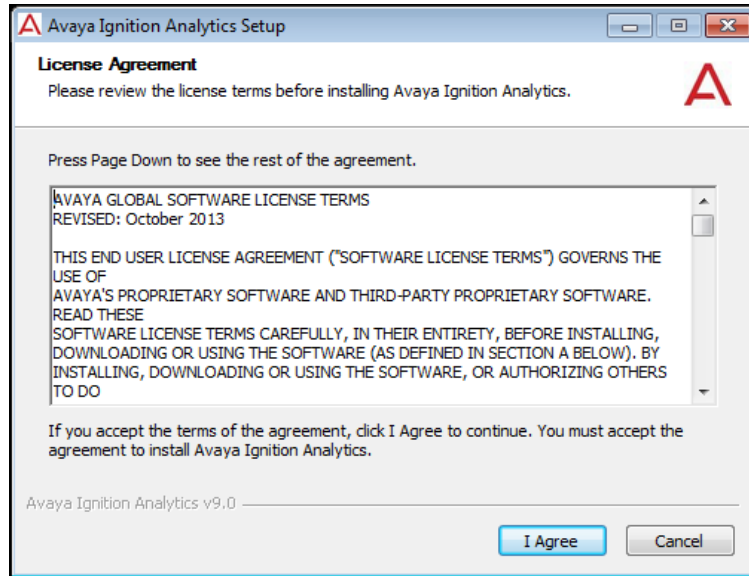 Avaya Ignition Analytics Setup
License Agreement
Please review the license terms before installing Avaya Ignition Analytics.
Press Page Down to see the rest of the agreement.
AVAYA GLOBAL SOFTWARE LICENSE TERMS
REVISED: October 2013
THIS END USER LICENSE AGREEMENT ("SOFTWARE LICENSE TERMS") GOVERNS THE
USE OF
AVAYA'S PROPRIETARY SOFTWARE AND THIRD-PARTY PROPRIETARY SOFTWARE.
READ THESE
SOFTWARE LICENSE TERMS CAREFULLY, IN THEIR ENTIRETY, BEFORE INSTALLING,
DOWNLOADING OR USING THE SOFTWARE (AS DEFINED IN SECTION A BELOW). BY
INSTALLING, DOWNLOADING OR USING THE SOFTWARE, OR AUTHORIZING OTHERS
TO DO
If you accept the terms of the agreement, click I Agree to continue. You must accept the
agreement to install Avaya Ignition Analytics.
Avaya Ignition Analytics v9.0
I Agree Cancel